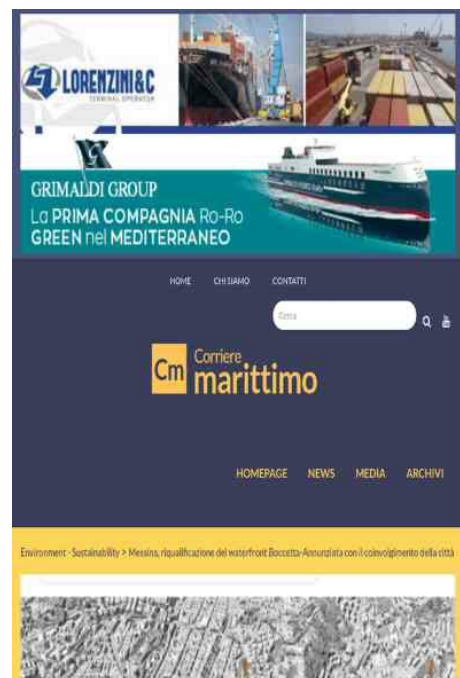 LORENZINI&C
TERMINAL OPERATOR
GRIMALDI GROUP
La PRIMA COMPAGNIA Ro-Ro
GREEN nel MEDITERRANEO
HOME CHI SIAMO CONTATTI
Cerca
Cm Corriere
marittimo
HOMEPAGE NEWS MEDIA ARCHIVI
Environment - Sustainability > Messina, riqualificazione del waterfront Boccetta-Annunziata con il coinvolgimento della città